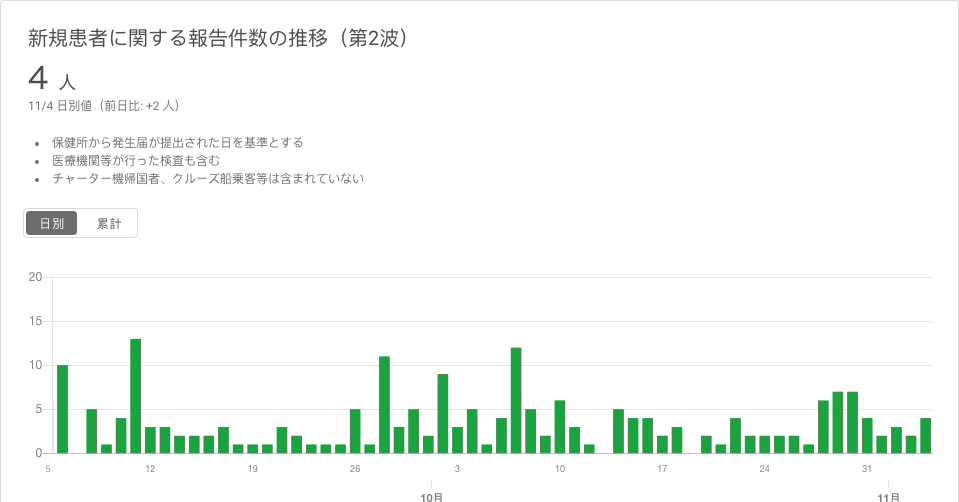 新規患者に関する報告件数の推移（第2波）
4 人
11/4 日別値（前日比: +2 人）
保健所から発生届が提出された日を基準とする
医療機関等が行った検査も含む
チャーター機帰国者、クルーズ船乗客等は含まれていない
日別 累計
20
15
10
5
0
5 12 19 26 3 10 17 24 31
10月 11月